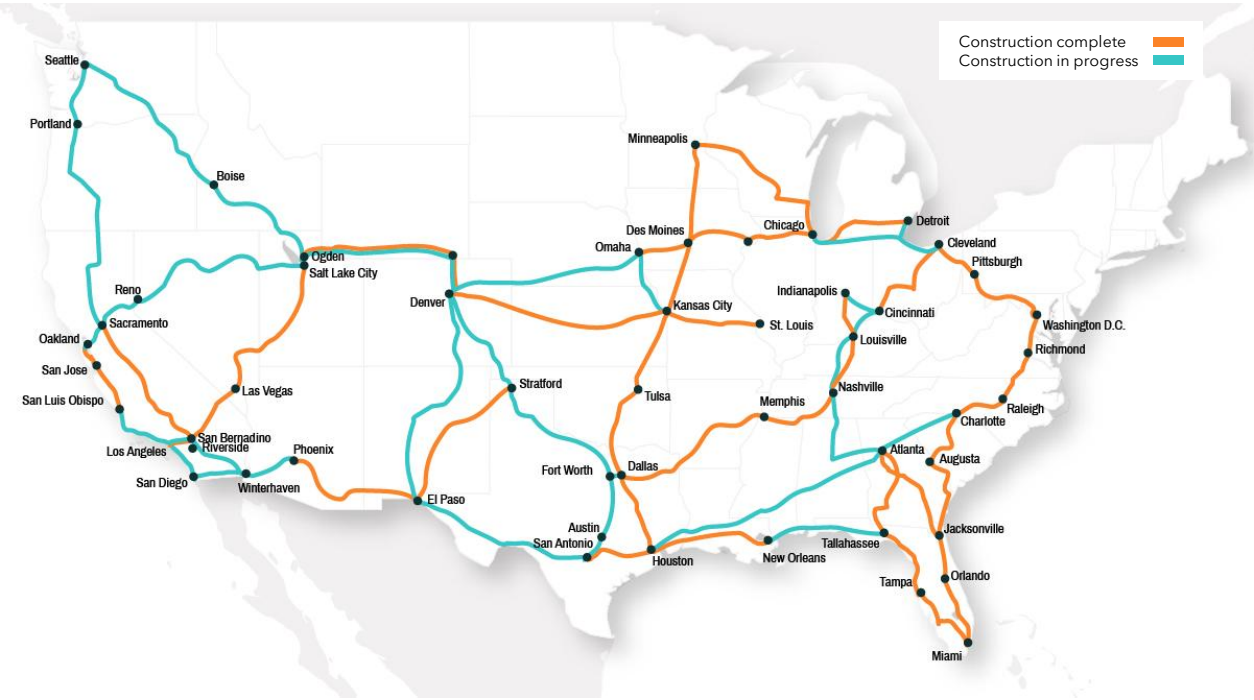 Construction complete
Construction in progress
Seattle
Portland
Boise
Minneapolis
Detroit
Chicago
Des Moines
Omaha
Cleveland
Pittsburgh
Ogden
Salt Lake City
Reno
Denver
Indianapolis
Kansas City
Cincinnati
St. Louis
Washington D.C.
Sacramento
Oakland
Louisville
Richmond
San Jose
Las Vegas
Stratford
Nashville
San Luis Obispo
Tulsa
Memphis
Raleigh
Charlotte
San Bernadino
Riverside
Los Angeles
Phoenix
Atlanta
Augusta
San Diego
Winterhaven
Fort Worth
Dallas
El Paso
Austin
San Antonio
Houston
New Orleans
Tallahassee
Jacksonville
Orlando
Tampa
Miami